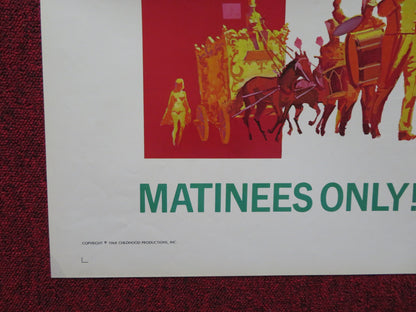 MATINEES ONLY!
COPYRIGHT © 1968 CHILDHOOD PRODUCTIONS, INC.